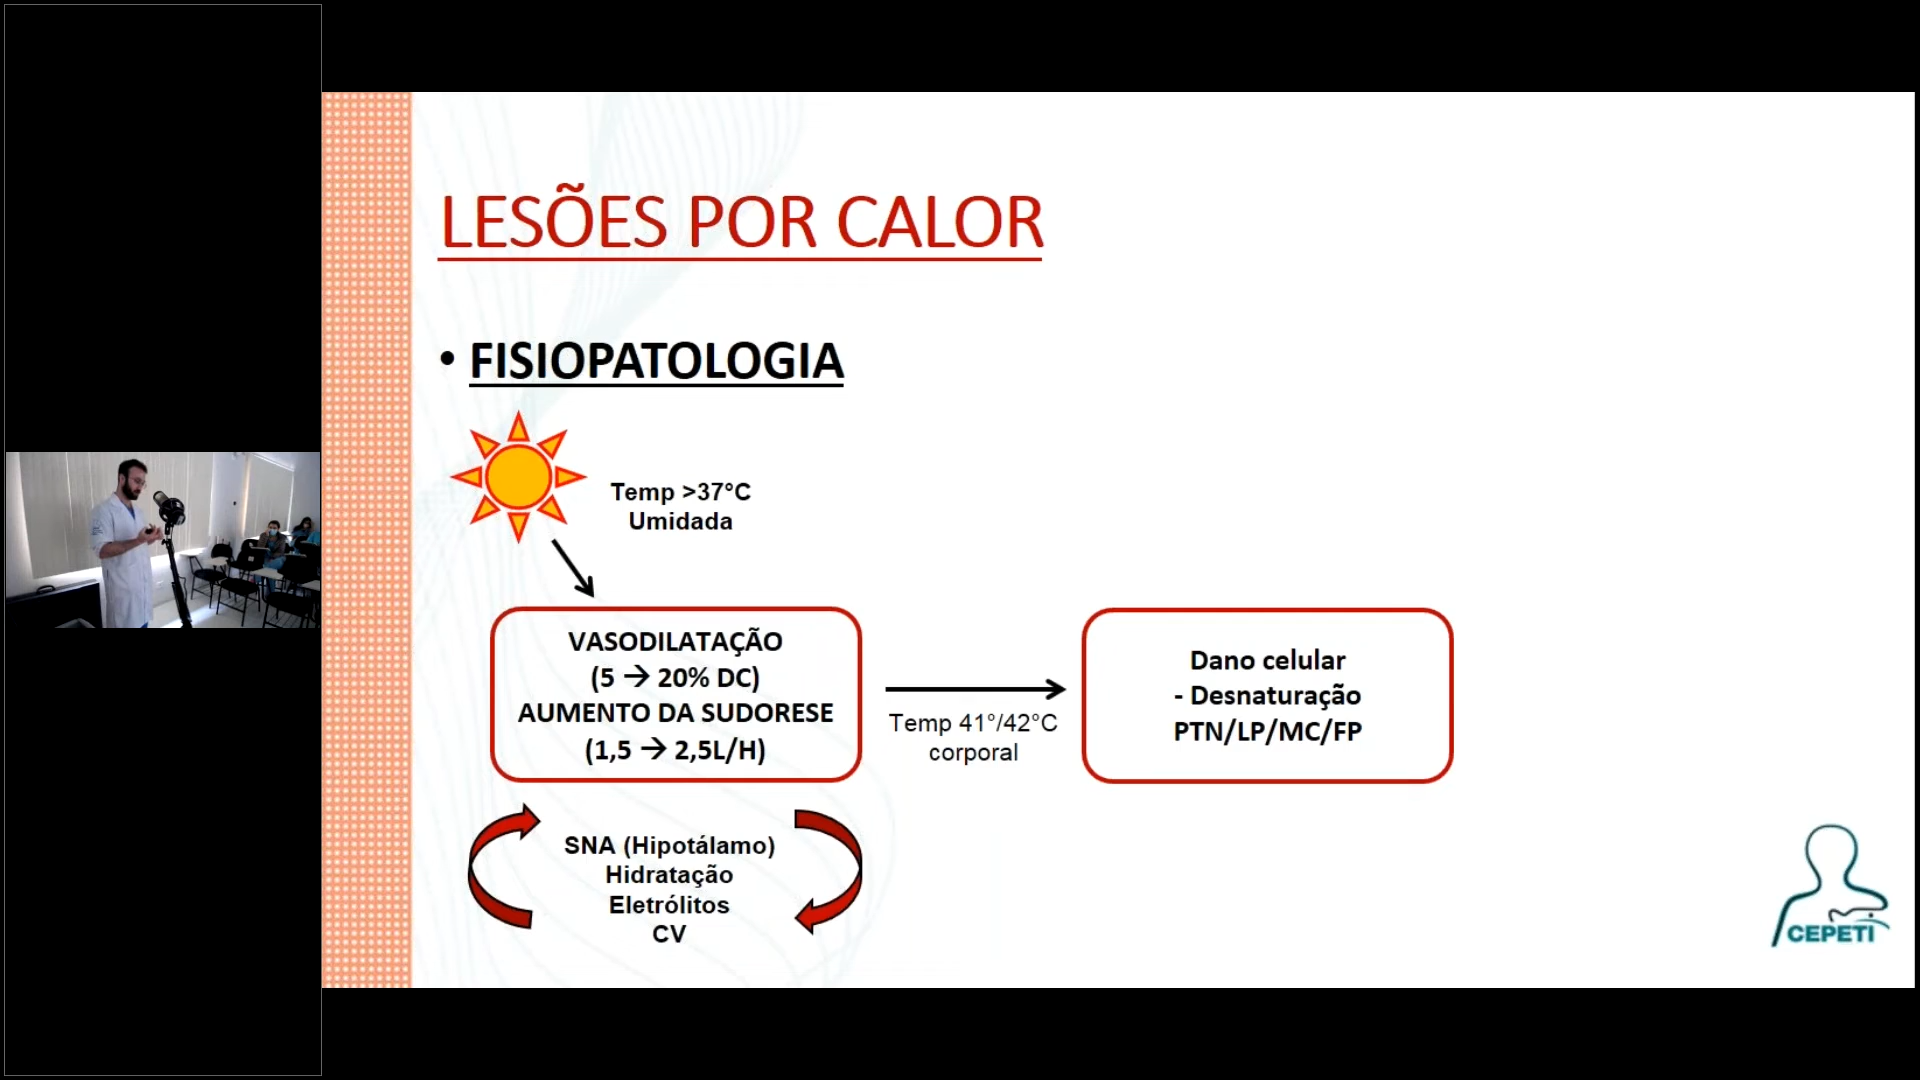 LESÕES POR CALOR
• FISIOPATOLOGIA
Temp >37°C
Umidada
VASODILATAÇÃO
(5 → 20% DC)
AUMENTO DA SUDORESE
(1,5 → 2,5L/H)
Temp 41°/42°C
corporal
Dano celular
- Desnaturação
PTN/LP/MC/FP
SNA (Hipotálamo)
Hidratação
Eletrólitos
CV
CEPETI